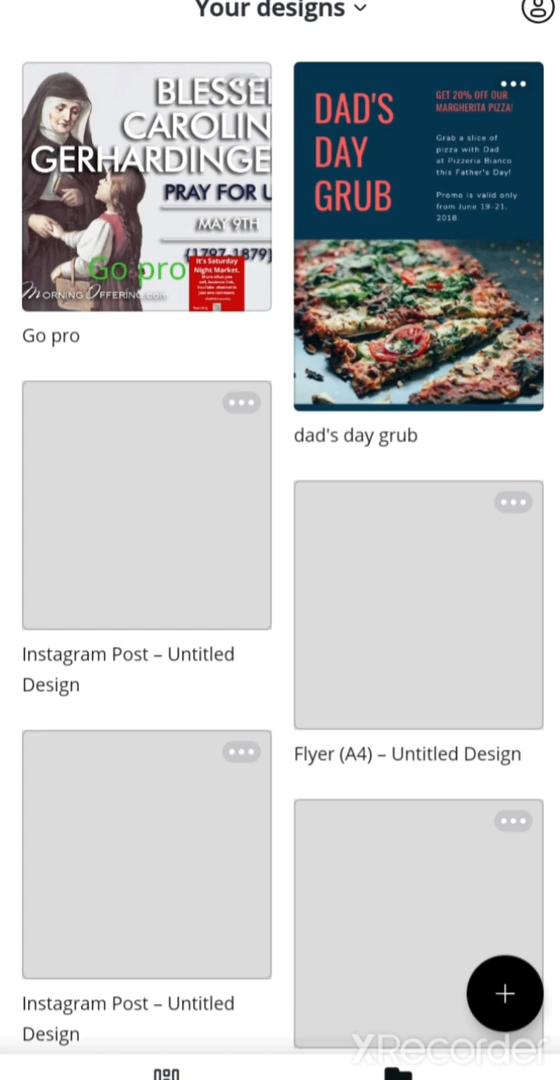 Your designs
BLESSE
CAROLIN
GERHARDINGE
PRAY FOR U
MAY 9TH
(1797-1879)
Go pro
It's Saturday
Night Market.
MORNING OFFERING.com
Go pro
DAD'S
DAY
GRUB
GET 20% OFF OUR
MARGHERITA PIZZA!
Grab a slice of
pizza with Dad
at Pizzeria Bianco
this Father's Day!
Promo is valid only
from June 19-21,
2018.
dad's day grub
Instagram Post – Untitled
Design
Flyer (A4) – Untitled Design
Instagram Post – Untitled
Design
XRecorder